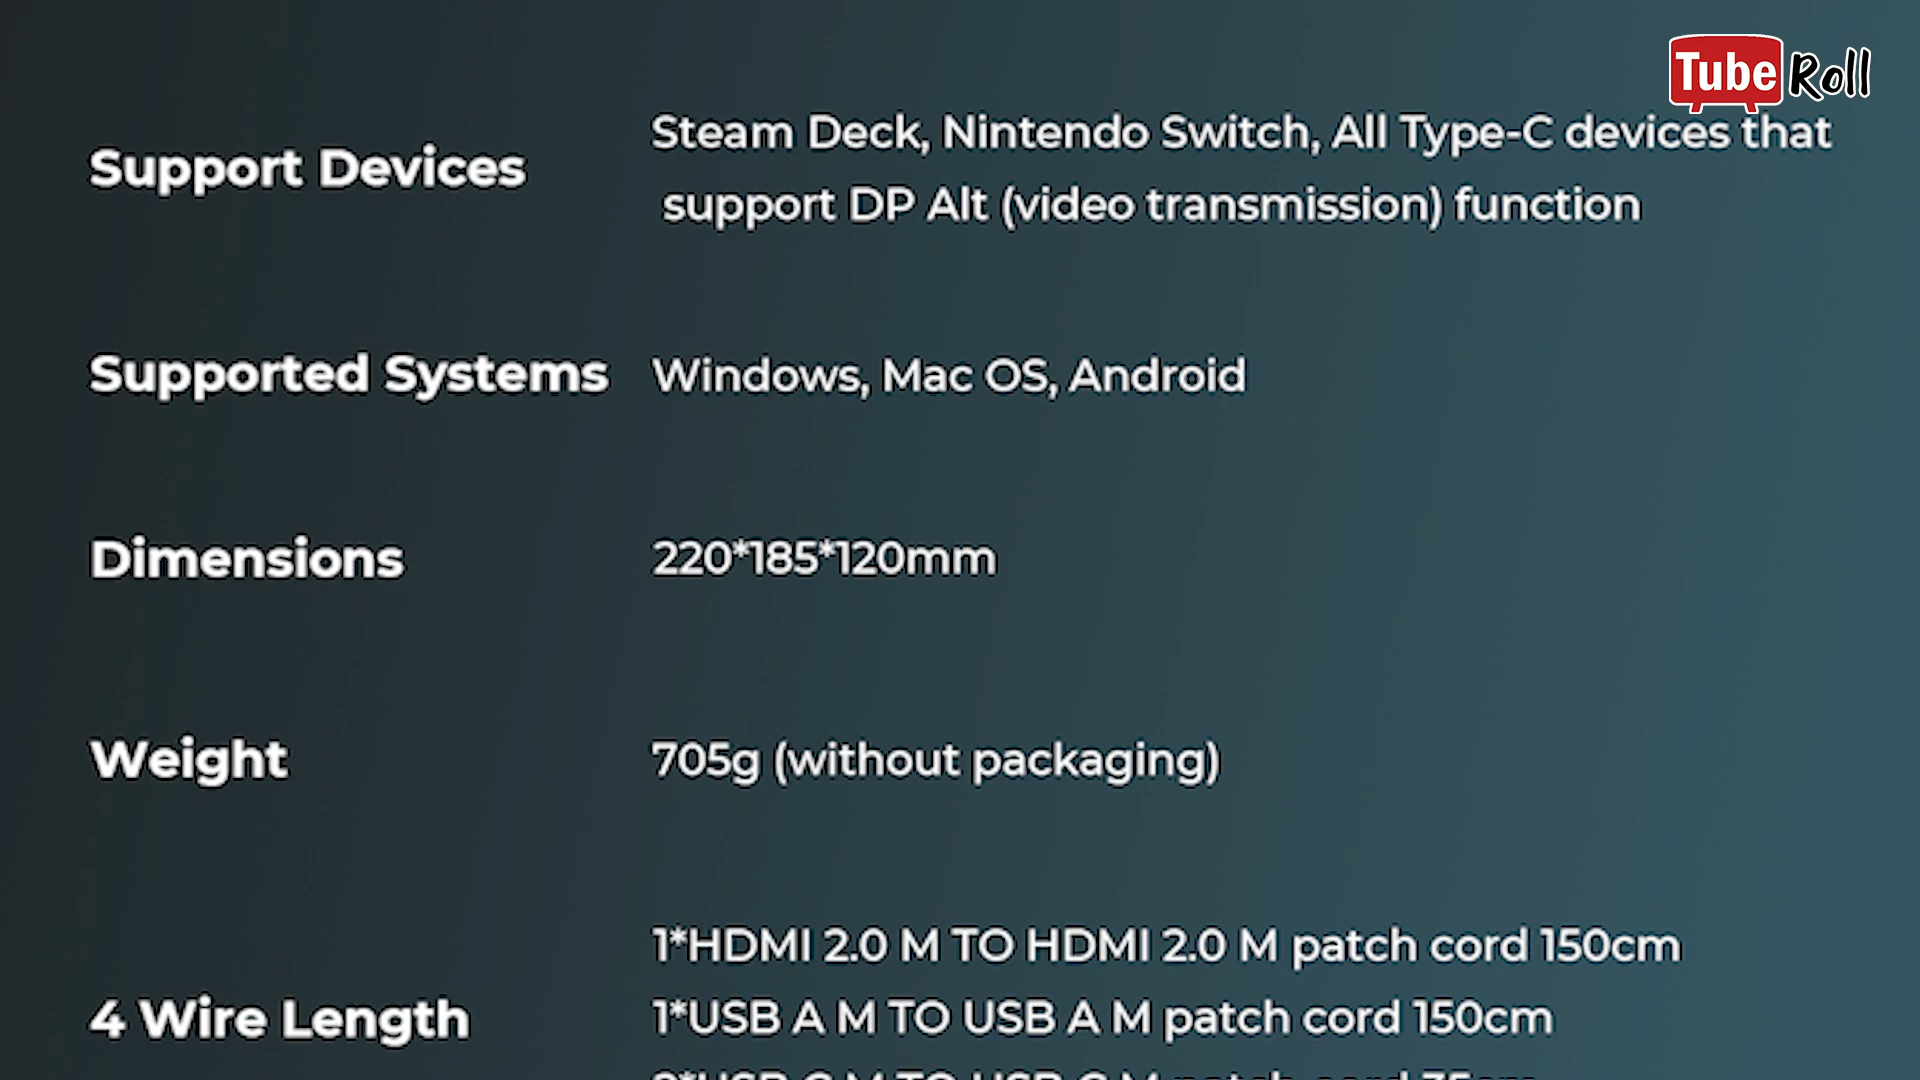 Tube Roll
Support Devices
Steam Deck, Nintendo Switch, All Type-C devices that
support DP Alt (video transmission) function
Supported Systems
Windows, Mac OS, Android
Dimensions
220*185*120mm
Weight
705g (without packaging)
4 Wire Length
1*HDMI 2.0 M TO HDMI 2.0 M patch cord 150cm
1*USB A M TO USB A M patch cord 150cm